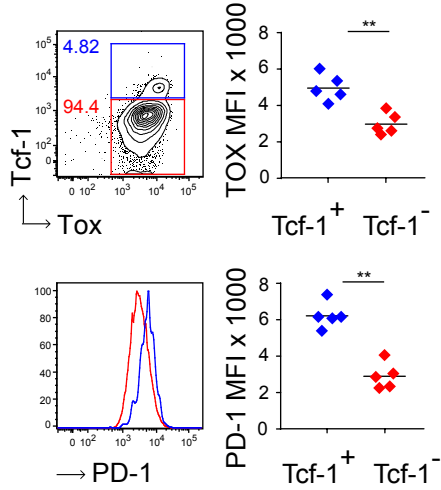 4.82
94.4
10⁵
10⁴
10³
10²
0
0 10² 10³ 10⁴ 10⁵
Tcf-1
Tox
**
TOX MFI x 1000
8
6
4
2
0
Tcf-1⁺ Tcf-1⁻
100
80
60
40
20
0
0 10² 10³ 10⁴ 10⁵
PD-1
**
PD-1 MFI x 1000
8
6
4
2
0
Tcf-1⁺ Tcf-1⁻